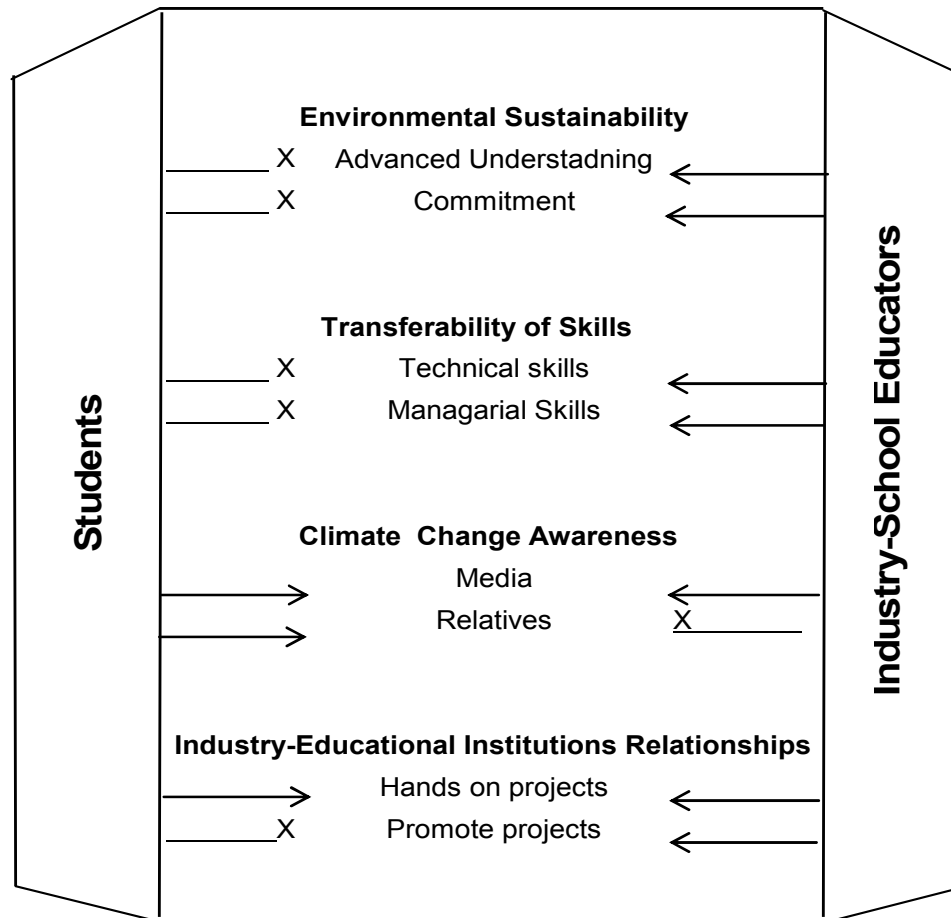 Environmental Sustainability
X Advanced Understadning
X Commitment
Transferability of Skills
X Technical skills
X Managarial Skills
Climate Change Awareness
Media
Relatives X
Industry-Educational Institutions Relationships
Hands on projects
X Promote projects
Students
Industry-School Educators